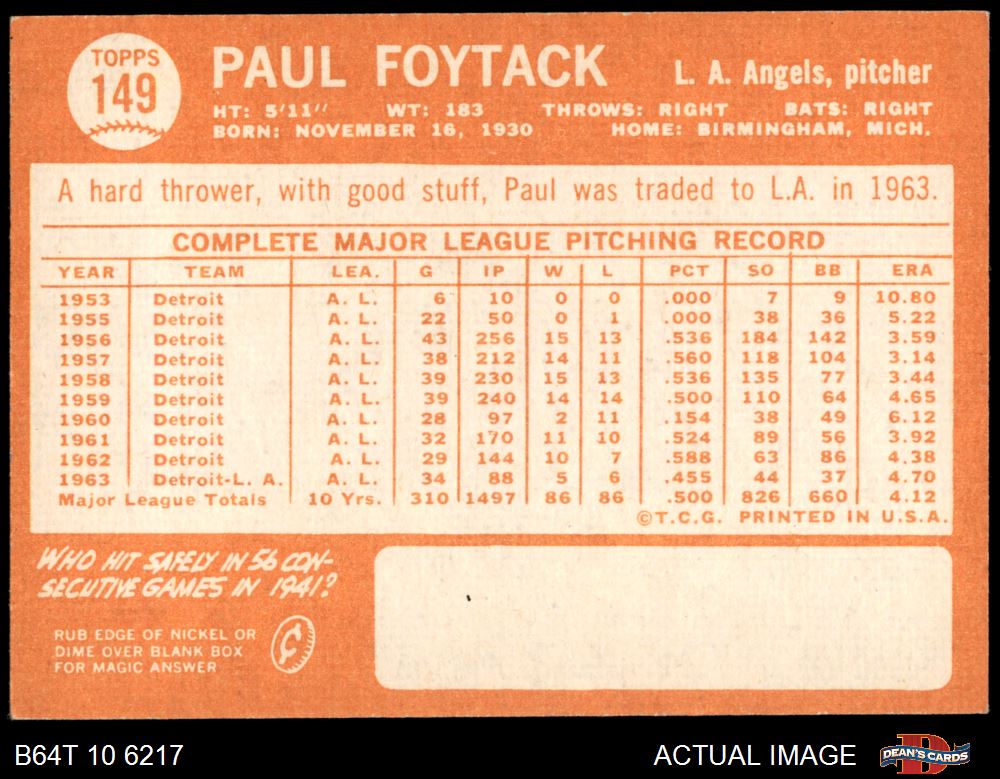 TOPPS
149
PAUL FOYTACK
L. A. Angels, pitcher
HT: 5'11" WT: 183 THROWS: RIGHT BATS: RIGHT
BORN: NOVEMBER 16, 1930 HOME: BIRMINGHAM, MICH.
A hard thrower, with good stuff, Paul was traded to L.A. in 1963.
COMPLETE MAJOR LEAGUE PITCHING RECORD
YEAR TEAM LEA. G IP W L PCT SO BB ERA
1953 Detroit A. L. 6 10 0 0 .000 7 9 10.80
1955 Detroit A. L. 22 50 0 1 .000 38 36 5.22
1956 Detroit A. L. 43 256 15 13 .536 184 142 3.59
1957 Detroit A. L. 38 212 14 11 .560 118 104 3.14
1958 Detroit A. L. 39 230 15 13 .536 135 77 3.44
1959 Detroit A. L. 39 240 14 14 .500 110 64 4.65
1960 Detroit A. L. 28 97 2 11 .154 38 49 6.12
1961 Detroit A. L. 32 170 11 10 .524 89 56 3.92
1962 Detroit A. L. 29 144 10 7 .588 63 86 4.38
1963 Detroit-L. A. A. L. 34 88 5 6 .455 44 37 4.70
Major League Totals 10 Yrs. 310 1497 86 86 .500 826 660 4.12
©T.C.G. PRINTED IN U.S.A.
WHO HIT SAFELY IN 56 CON-
SECUTIVE GAMES IN 1941?
RUB EDGE OF NICKEL OR
DIME OVER BLANK BOX
FOR MAGIC ANSWER
¢
B64T 10 6217 ACTUAL IMAGE
DEAN'S CARDS